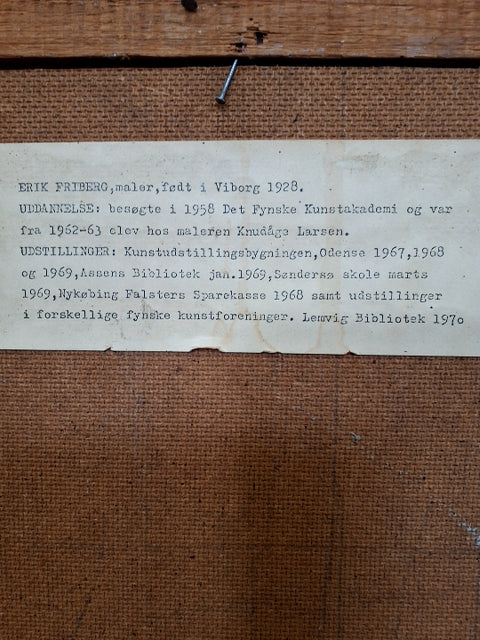 ERIK FRIBERG,maler,født i Viborg 1928.
UDDANNELSE: besøgte i 1958 Det Fynske Kunstakademi og var
fra 1962-63 elev hos maleren Knudåge Larsen.
UDSTILLINGER: Kunstudstillingsbygningen,Odense 1967,1968
og 1969,Assens Bibliotek jan.1969,Søndersø skole marts
1969,Nykøbing Falsters Sparekasse 1968 samt udstillinger
i forskellige fynske kunstforeninger. Lemvig Bibliotek 1970